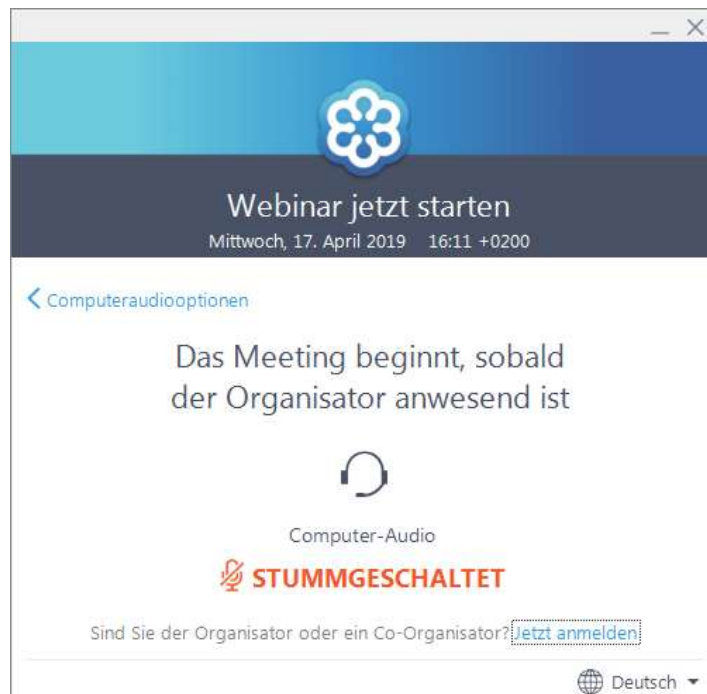 Webinar jetzt starten
Mittwoch, 17. April 2019 16:11 +0200
Computeraudiooptionen
Das Meeting beginnt, sobald
der Organisator anwesend ist
Computer-Audio
STUMMGESCHALTET
Sind Sie der Organisator oder ein Co-Organisator? Jetzt anmelden
Deutsch